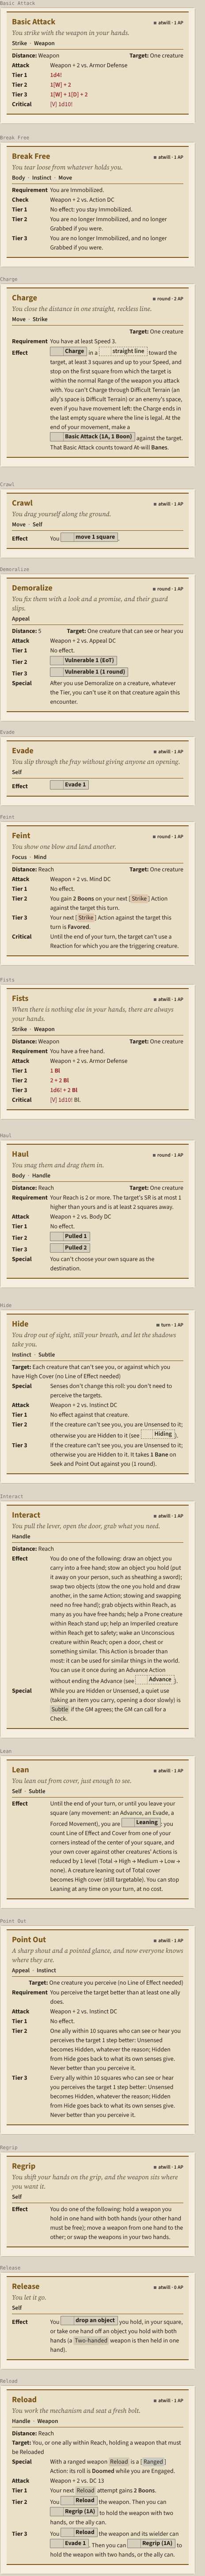 Basic Attack
Basic Attack
■ atwill · 1 AP
You strike with the weapon in your hands.
Strike · Weapon
Distance: Weapon Target: One creature
Attack Weapon + 2 vs. Armor Defense
Tier 1 1d4!
Tier 2 1[W] + 2
Tier 3 1[W] + 1[D] + 2
Critical [V] 1d10!
Break Free
Break Free
■ atwill · 1 AP
You tear loose from whatever holds you.
Body · Instinct · Move
Requirement You are Immobilized.
Check Weapon + 2 vs. Action DC
Tier 1 No effect: you stay Immobilized.
Tier 2 You are no longer Immobilized, and no longer
Grabbed if you were.
Tier 3 You are no longer Immobilized, and no longer
Grabbed if you were.
Charge
Charge
■ round · 2 AP
You close the distance in one straight, reckless line.
Move · Strike
Target: One creature
Requirement You have at least Speed 3.
Effect Charge in a straight line toward the
target, at least 3 squares and up to your Speed, and
end on the first square from which the target is
within the normal Range of the weapon you attack
with. You can't Charge through Difficult Terrain (an
ally's space is Difficult Terrain) or an enemy's space,
even if you have movement left: the Charge ends in
the last empty square where the line is legal. At the
end of your movement, make a
Basic Attack (1A, 1 Boon) against the target.
That Basic Attack counts toward At-will Banes.
Crawl
Crawl
■ atwill · 1 AP
You drag yourself along the ground.
Move · Self
Effect You move 1 square.
Demoralize
Demoralize
■ round · 1 AP
You fix them with a look and a promise, and their guard
slips.
Appeal
Distance: 5 Target: One creature that can see or hear you
Attack Weapon + 2 vs. Appeal DC
Tier 1 No effect.
Tier 2 Vulnerable 1 (EoT)
Tier 3 Vulnerable 1 (1 round)
Special After you use Demoralize on a creature, whatever
the Tier, you can't use it on that creature again this
encounter.
Evade
Evade
■ atwill · 1 AP
You slip through the fray without giving anyone an opening.
Self
Effect Evade 1
Feint
Feint
■ round · 1 AP
You show one blow and land another.
Focus · Mind
Distance: Reach Target: One creature
Attack Weapon + 2 vs. Mind DC
Tier 1 No effect.
Tier 2 You gain 2 Boons on your next [Strike] Action
against the target this turn.
Tier 3 Your next [Strike] Action against the target this
turn is Favored.
Critical Until the end of your turn, the target can't use a
Reaction for which you are the triggering creature.
Fists
Fists
■ atwill · 1 AP
When there is nothing else in your hands, there are always
your hands.
Strike · Weapon
Distance: Weapon Target: One creature
Requirement You have a free hand.
Attack Weapon + 2 vs. Armor Defense
Tier 1 1 Bl
Tier 2 2 + 2 Bl
Tier 3 1d6! + 2 Bl
Critical [V] 1d10! Bl.
Haul
Haul
■ round · 1 AP
You snag them and drag them in.
Body · Handle
Distance: Reach Target: One creature
Requirement Your Reach is 2 or more. The target's SR is at most 1
higher than yours and is at least 2 squares away.
Attack Weapon + 2 vs. Body DC
Tier 1 No effect.
Tier 2 Pulled 1
Tier 3 Pulled 2
Special You can't choose your own square as the
destination.
Hide
Hide
■ turn · 1 AP
You drop out of sight, still your breath, and let the shadows
take you.
Instinct · Subtle
Target: Each creature that can't see you, or against which you
have High Cover (no Line of Effect needed)
Special Senses don't change this roll: you don't need to
perceive the targets.
Attack Weapon + 2 vs. Instinct DC
Tier 1 No effect against that creature.
Tier 2 If the creature can't see you, you are Unsensed to it;
otherwise you are Hidden to it (see Hiding ).
Tier 3 If the creature can't see you, you are Unsensed to it;
otherwise you are Hidden to it. It takes 1 Bane on
Seek and Point Out against you (1 round).
Interact
Interact
■ atwill · 1 AP
You pull the lever, open the door, grab what you need.
Handle
Distance: Reach
Effect You do one of the following: draw an object you
carry into a free hand; stow an object you hold (put
it away on your person, such as sheathing a sword);
swap two objects (stow the one you hold and draw
another, in the same Action; stowing and swapping
need no free hand); grab objects within Reach, as
many as you have free hands; help a Prone creature
within Reach stand up; help an imperiled creature
within Reach get to safety; wake an Unconscious
creature within Reach; open a door, chest or
something similar. This Action is broader than
most: it can be used for similar things in the world.
You can use it once during an Advance Action
without ending the Advance (see Advance ).
Special While you are Hidden or Unsensed, a quiet use
(taking an item you carry, opening a door slowly) is
Subtle if the GM agrees; the GM can call for a
Check.
Lean
Lean
■ atwill · 1 AP
You lean out from cover, just enough to see.
Self · Subtle
Effect Until the end of your turn, or until you leave your
square (any movement: an Advance, an Evade, a
Forced Movement), you are Leaning: you
count Line of Effect and Cover from one of your
corners instead of the center of your square, and
your own Cover against other creatures' Actions is
reduced by 1 level (Total → High → Medium → Low →
none). A creature leaning out of Total cover
becomes High cover (still targetable). You can stop
Leaning at any time on your turn, at no cost.
Point Out
Point Out
■ atwill · 1 AP
A sharp shout and a pointed glance, and now everyone knows
where they are.
Appeal · Instinct
Target: One creature you perceive (no Line of Effect needed)
Requirement You perceive the target better than at least one ally
does.
Attack Weapon + 2 vs. Instinct DC
Tier 1 No effect.
Tier 2 One ally within 10 squares who can see or hear you
perceives the target 1 step better: Unsensed
becomes Hidden, whatever the reason; Hidden
from Hide goes back to what its own senses give.
Never better than you perceive it.
Tier 3 Every ally within 10 squares who can see or hear
you perceives the target 1 step better: Unsensed
becomes Hidden, whatever the reason; Hidden
from Hide goes back to what its own senses give.
Never better than you perceive it.
Regrip
Regrip
■ atwill · 1 AP
You shift your hands on the grip, and the weapon sits where
you want it.
Self
Effect You do one of the following: hold a weapon you
hold in one hand with both hands (your other hand
must be free); move a weapon from one hand to the
other; or swap the weapons in your two hands.
Release
Release
■ atwill · 0 AP
You let it go.
Self
Effect You drop an object you hold, in your square,
or take one hand off an object you hold with both
hands (a Two-handed weapon is then held in one
hand).
Reload
Reload
■ atwill · 1 AP
You work the mechanism and seat a fresh bolt.
Handle · Weapon
Distance: Reach
Target: You, or one ally within Reach, holding a weapon that must
be Reloaded
Special With a ranged weapon Reload is a [Ranged]
Action: its roll is Doomed while you are Engaged.
Attack Weapon + 2 vs. DC 13
Tier 1 Your next Reload attempt gains 2 Boons.
Tier 2 You Reload the weapon. Then you can
Regrip (1A) to hold the weapon with two
hands, or the ally can.
Tier 3 You Reload the weapon and its wielder can
Evade 1. Then you can Regrip (1A) to
hold the weapon with two hands, or the ally can.